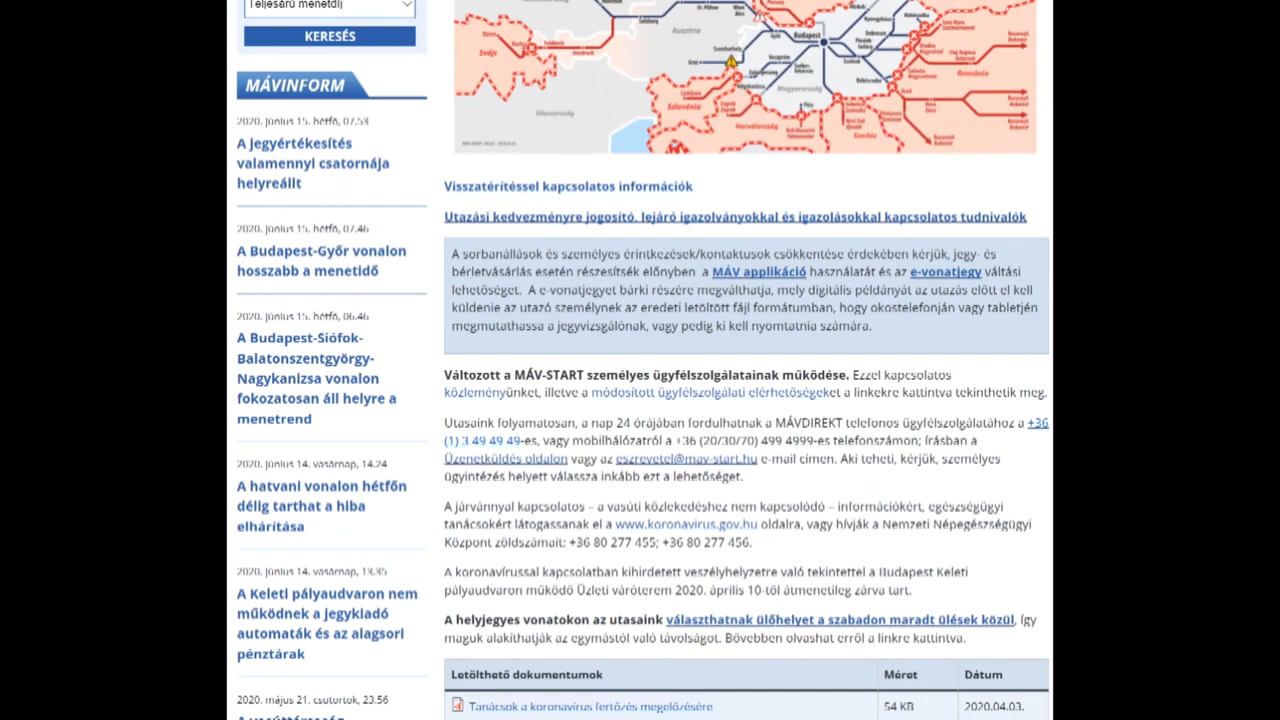 Teljesárú menetdíj
KERESÉS
MÁVINFORM
2020. június 15. hétfő, 07.53
A jegyértékesítés
valamennyi csatornája
helyreállt
2020. június 15. hétfő, 07.46
A Budapest-Győr vonalon
hosszabb a menetidő
2020. június 15. hétfő, 06.46
A Budapest-Siófok-
Balatonszentgyörgy-
Nagykanizsa vonalon
fokozatosan áll helyre a
menetrend
2020. június 14. vasárnap, 14.24
A hatvani vonalon hétfőn
délig tarthat a hiba
elhárítása
2020. június 14. vasárnap, 13.35
A Keleti pályaudvaron nem
működnek a jegykiadó
automaták és az alagsori
pénztárak
2020. május 21. csütörtök, 23.56
Ausztria
Budapest
Magyarország
Olaszország
Svájc
Szlovénia
Horvátország
Szerbia
Románia
Visszatérítéssel kapcsolatos információk
Utazási kedvezményre jogosító, lejáró igazolványokkal és igazolásokkal kapcsolatos tudnivalók
A sorbanállások és személyes érintkezések/kontaktusok csökkentése érdekében kérjük, jegy- és
bérletvásárlás esetén részesítsék előnyben a MÁV applikáció használatát és az e-vonatjegy váltási
lehetőséget. A e-vonatjegyet bárki részére megválthatja, mely digitális példányát az utazás előtt el kell
küldenie az utazó személynek az eredeti letöltött fájl formátumban, hogy okostelefonján vagy tabletjén
megmutathassa a jegyvizsgálónak, vagy pedig ki kell nyomtatnia számára.
Változott a MÁV-START személyes ügyfélszolgálatainak működése. Ezzel kapcsolatos
közleményünket, illetve a módosított ügyfélszolgálati elérhetőségeket a linkekre kattintva tekinthetik meg.
Utasaink folyamatosan, a nap 24 órájában fordulhatnak a MÁVDIREKT telefonos ügyfélszolgálatához a +36
(1) 3 49 49 49-es, vagy mobilhálózatról a +36 (20/30/70) 499 4999-es telefonszámon; írásban a
Üzenetküldés oldalon vagy az eszrevetel@mav-start.hu e-mail címen. Aki teheti, kérjük, személyes
ügyintézés helyett válassza inkább ezt a lehetőséget.
A járvánnyal kapcsolatos – a vasúti közlekedéshez nem kapcsolódó – információkért, egészségügyi
tanácsokért látogassanak el a www.koronavirus.gov.hu oldalra, vagy hívják a Nemzeti Népegészségügyi
Központ zöldszámait: +36 80 277 455; +36 80 277 456.
A koronavírussal kapcsolatban kihirdetett veszélyhelyzetre való tekintettel a Budapest Keleti
pályaudvaron működő Üzleti váróterem 2020. április 10-től átmenetileg zárva tart.
A helyjegyes vonatokon az utasaink választhatnak ülőhelyet a szabadon maradt ülések közül, így
maguk alakíthatják az egymástól való távolságot. Bővebben olvashat erről a linkre kattintva.
Letölthető dokumentumok Méret Dátum
Tanácsok a koronavírus fertőzés megelőzésére 54 KB 2020.04.03.